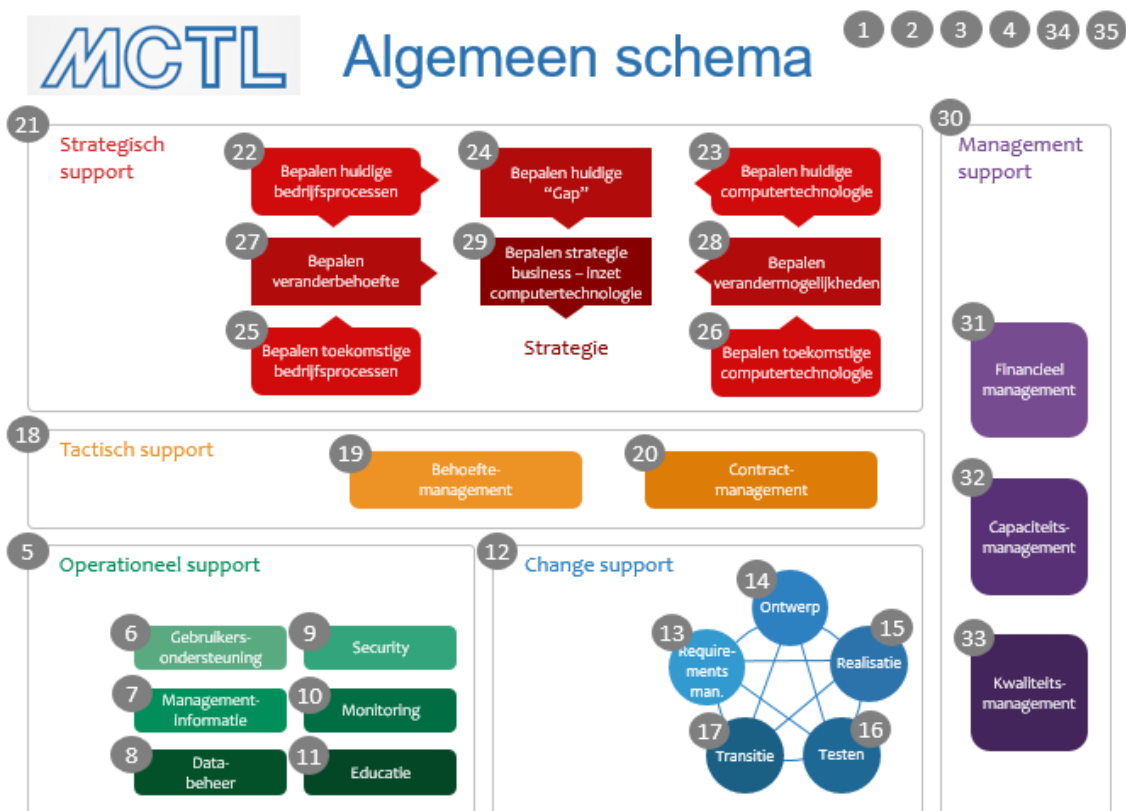 MCTL
Algemeen schema
1 2 3 4 34 35
21
Strategisch
support
22
Bepalen huidige
bedrijfsprocessen
24
Bepalen huidige
“Gap”
23
Bepalen huidige
computertechnologie
27
Bepalen
veranderbehoefte
29
Bepalen strategie
business – inzet
computertechnologie
28
Bepalen
verandermogelijkheden
25
Bepalen toekomstige
bedrijfsprocessen
Strategie
26
Bepalen toekomstige
computertechnologie
30
Management
support
31
Financieel
management
32
Capaciteits-
management
33
Kwaliteits-
management
18
Tactisch support
19
Behoefte-
management
20
Contract-
management
5
Operationeel support
6
Gebruikers-
ondersteuning
9
Security
7
Management-
informatie
10
Monitoring
8
Data-
beheer
11
Educatie
12
Change support
14
Ontwerp
13
Require-
ments
man.
15
Realisatie
17
Transitie
16
Testen